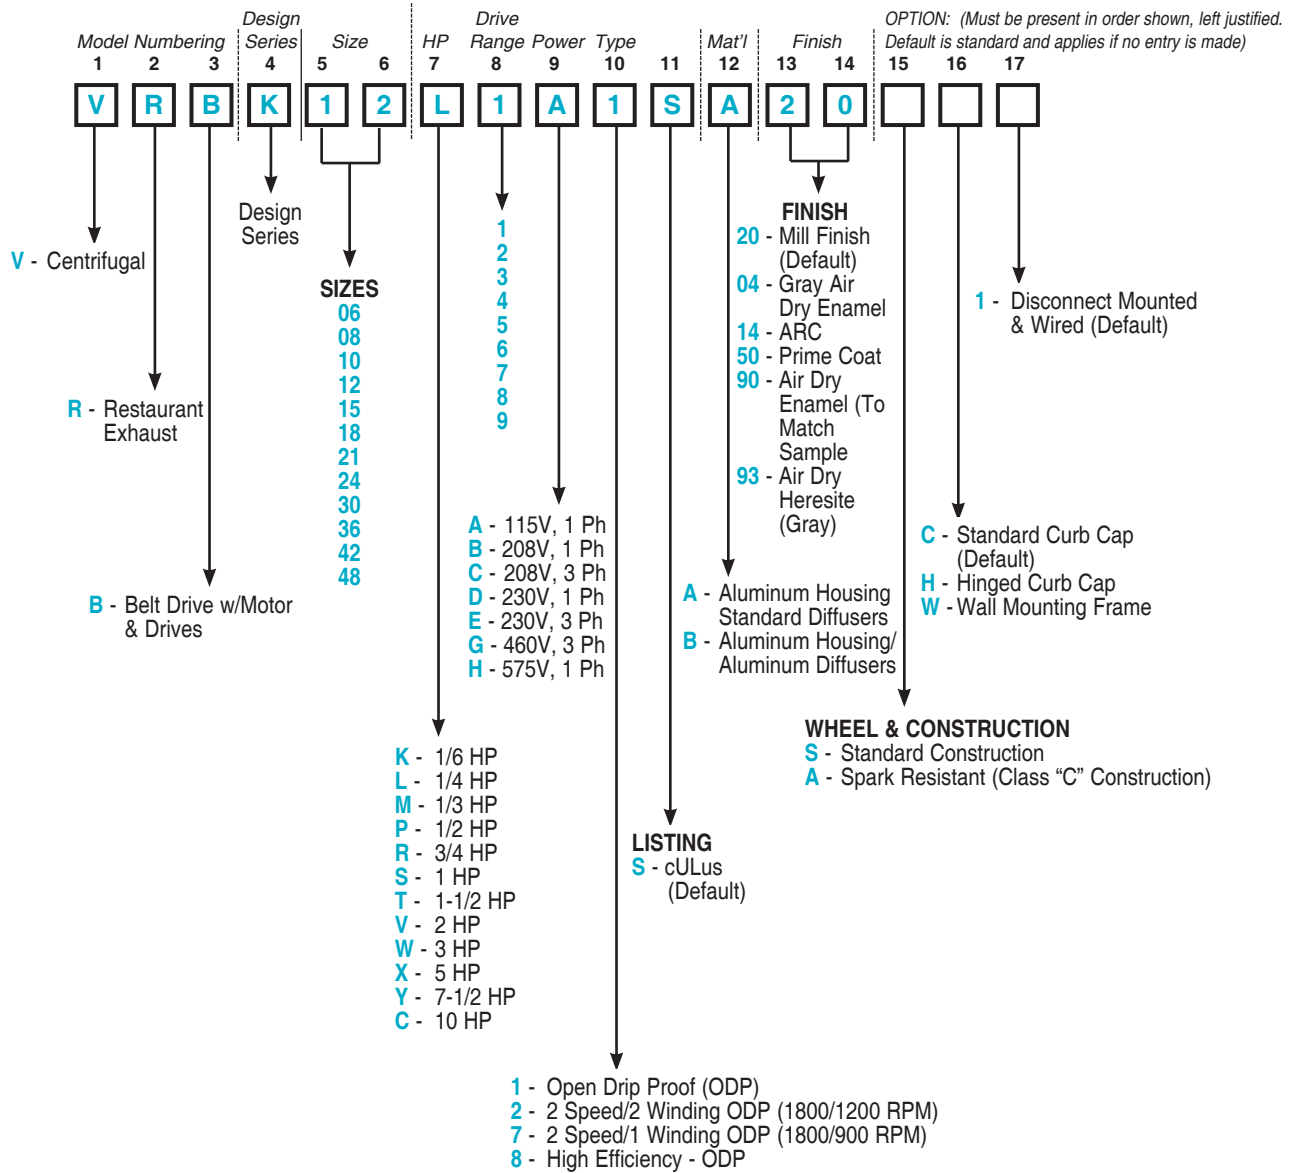 Design
Drive
OPTION: (Must be present in order shown, left justified.
Model Numbering Series Size HP Range Power Type Mat'l Finish Default is standard and applies if no entry is made)
1 2 3 4 5 6 7 8 9 10 11 12 13 14 15 16 17
V R B K 1 2 L 1 A 1 S A 2 0
V - Centrifugal
R - Restaurant
Exhaust
B - Belt Drive w/Motor
& Drives
Design
Series
SIZES
06
08
10
12
15
18
21
24
30
36
42
48
K - 1/6 HP
L - 1/4 HP
M - 1/3 HP
P - 1/2 HP
R - 3/4 HP
S - 1 HP
T - 1-1/2 HP
V - 2 HP
W - 3 HP
X - 5 HP
Y - 7-1/2 HP
C - 10 HP
1
2
3
4
5
6
7
8
9
A - 115V, 1 Ph
B - 208V, 1 Ph
C - 208V, 3 Ph
D - 230V, 1 Ph
E - 230V, 3 Ph
G - 460V, 3 Ph
H - 575V, 1 Ph
1 - Open Drip Proof (ODP)
2 - 2 Speed/2 Winding ODP (1800/1200 RPM)
7 - 2 Speed/1 Winding ODP (1800/900 RPM)
8 - High Efficiency - ODP
LISTING
S - cULus
(Default)
A - Aluminum Housing
Standard Diffusers
B - Aluminum Housing/
Aluminum Diffusers
FINISH
20 - Mill Finish
(Default)
04 - Gray Air
Dry Enamel
14 - ARC
50 - Prime Coat
90 - Air Dry
Enamel (To
Match
Sample
93 - Air Dry
Heresite
(Gray)
WHEEL & CONSTRUCTION
S - Standard Construction
A - Spark Resistant (Class “C” Construction)
C - Standard Curb Cap
(Default)
H - Hinged Curb Cap
W - Wall Mounting Frame
1 - Disconnect Mounted
& Wired (Default)